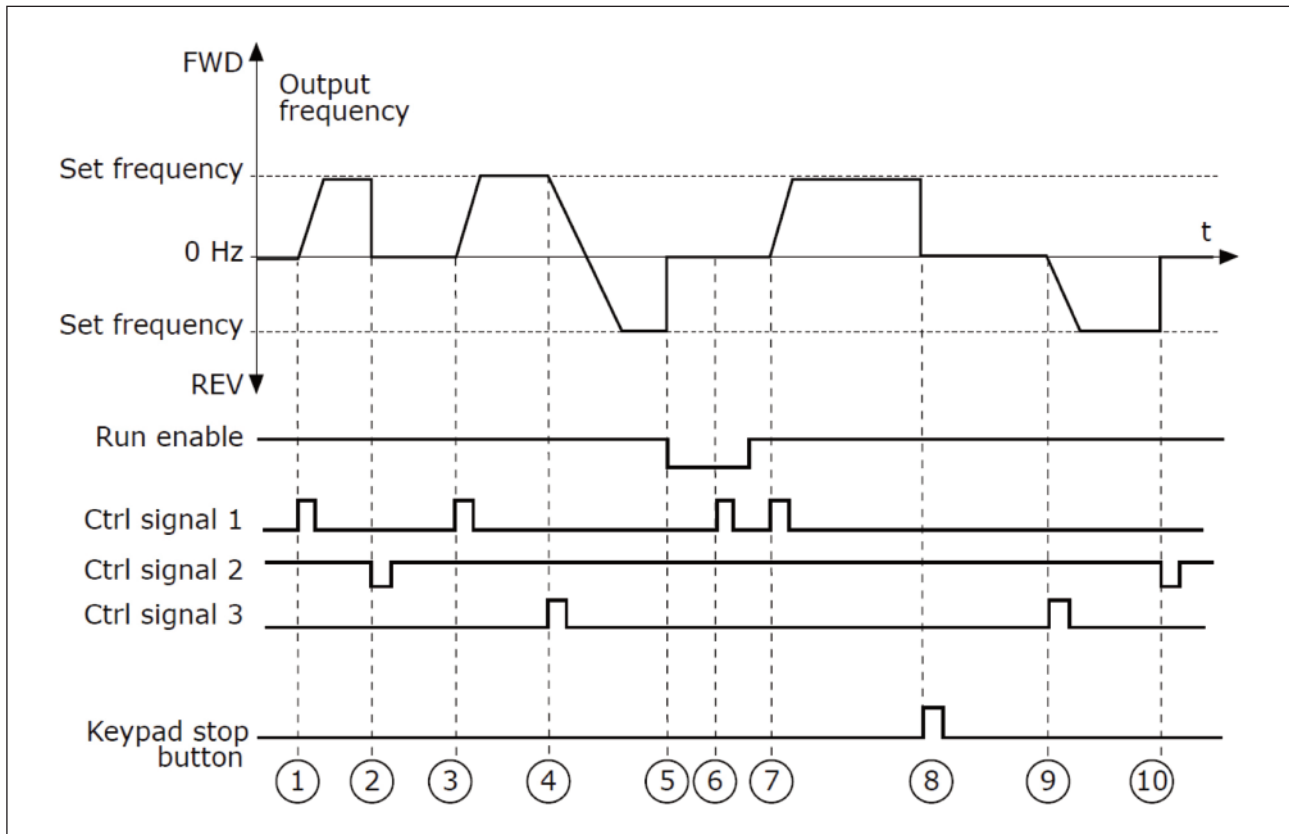 FWD
Output
frequency
Set frequency
t
0 Hz
Set frequency
REV
Run enable
Ctrl signal 1
Ctrl signal 2
Ctrl signal 3
Keypad stop
button
1 2 3 4 5 6 7 8 9 10